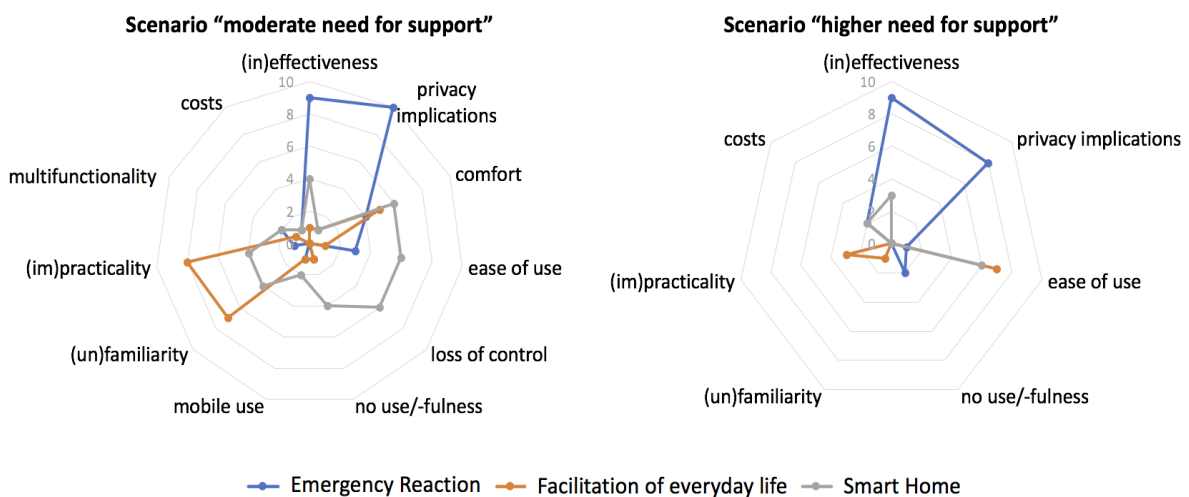 Scenario “moderate need for support”
(in)effectiveness
privacy
implications
comfort
ease of use
loss of control
no use/-fulness
mobile use
(un)familiarity
(im)practicality
multifunctionality
costs
10
8
6
4
2
0
Scenario “higher need for support”
(in)effectiveness
privacy implications
ease of use
no use/-fulness
(un)familiarity
(im)practicality
costs
10
8
6
4
2
0
Emergency Reaction Facilitation of everyday life Smart Home